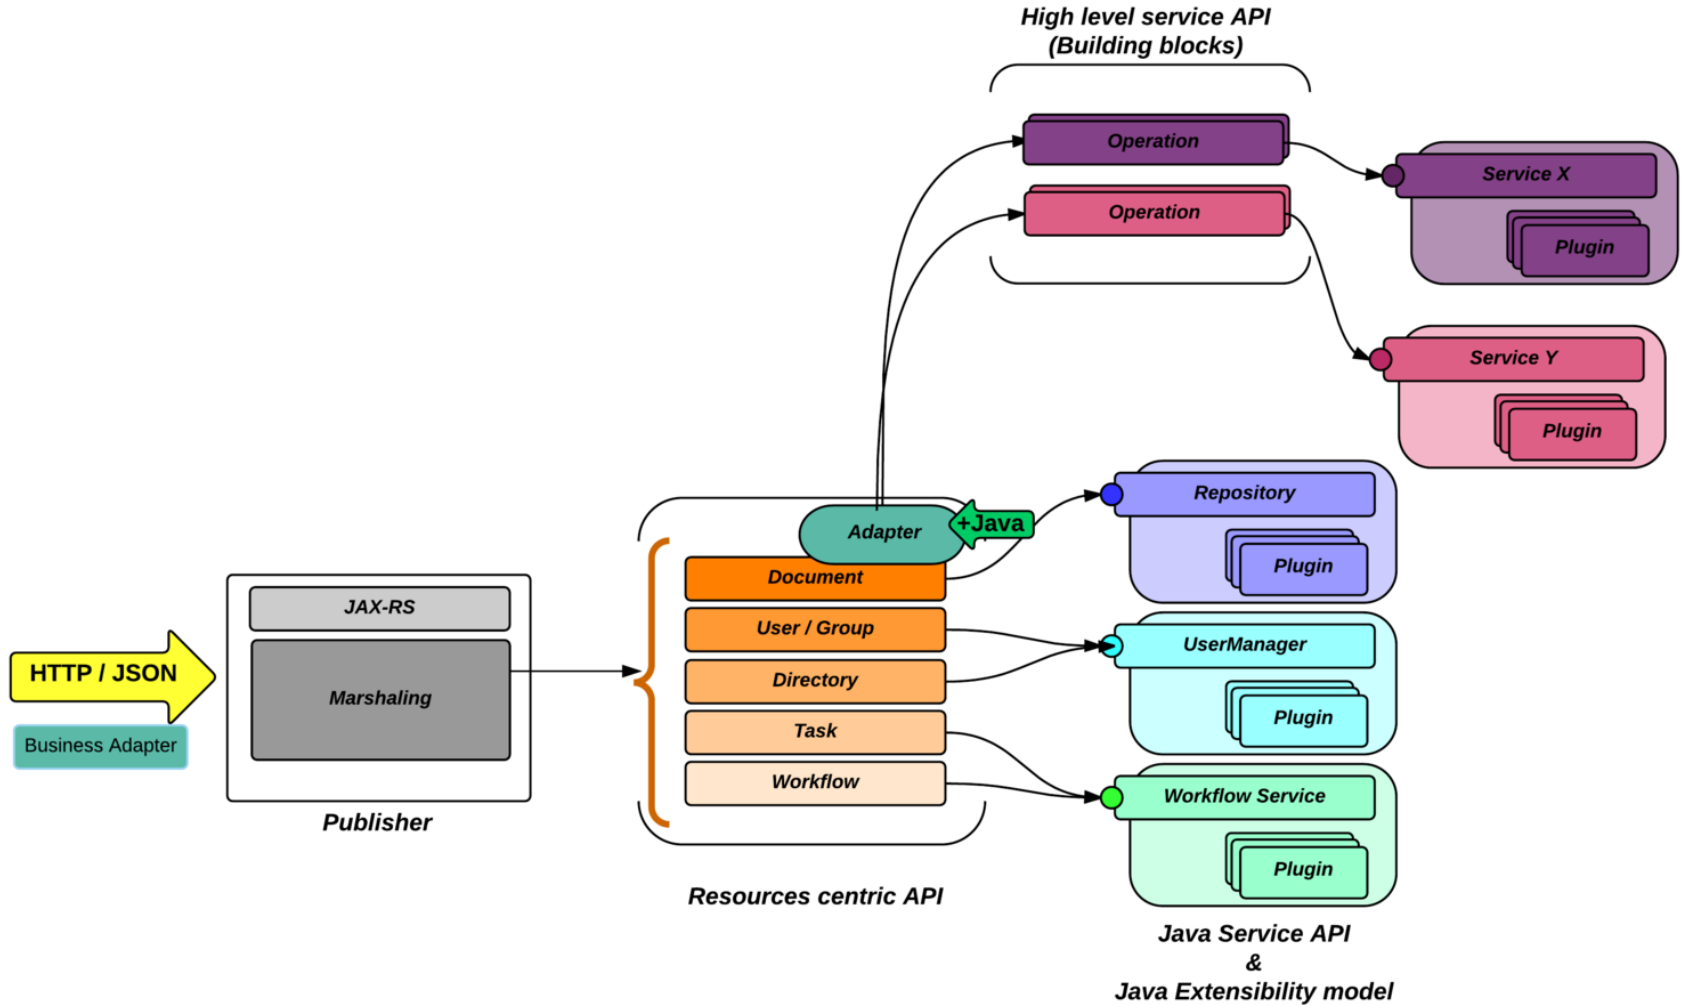 High level service API
(Building blocks)
Operation
Operation
Service X
Plugin
Service Y
Plugin
Adapter
+Java
Document
User / Group
Directory
Task
Workflow
Resources centric API
Repository
Plugin
UserManager
Plugin
Workflow Service
Plugin
Java Service API
&
Java Extensibility model
HTTP / JSON
Business Adapter
JAX-RS
Marshaling
Publisher